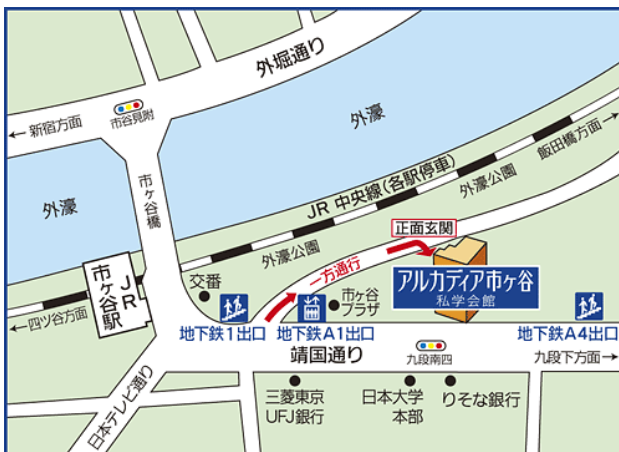 外堀通り
←新宿方面
市谷見附
外濠
飯田橋方面→
外濠
市ヶ谷橋
JR 中央線(各駅停車)
外濠公園
正面玄関
外濠公園
JR
市ヶ谷駅
交番
一方通行
市ヶ谷
プラザ
アルカディア市ヶ谷
私学会館
←四ツ谷方面
地下鉄1出口
地下鉄A1出口
地下鉄A4出口
靖国通り
九段南四
九段下方面→
日本テレビ通り
三菱東京
UFJ銀行
日本大学
本部
りそな銀行